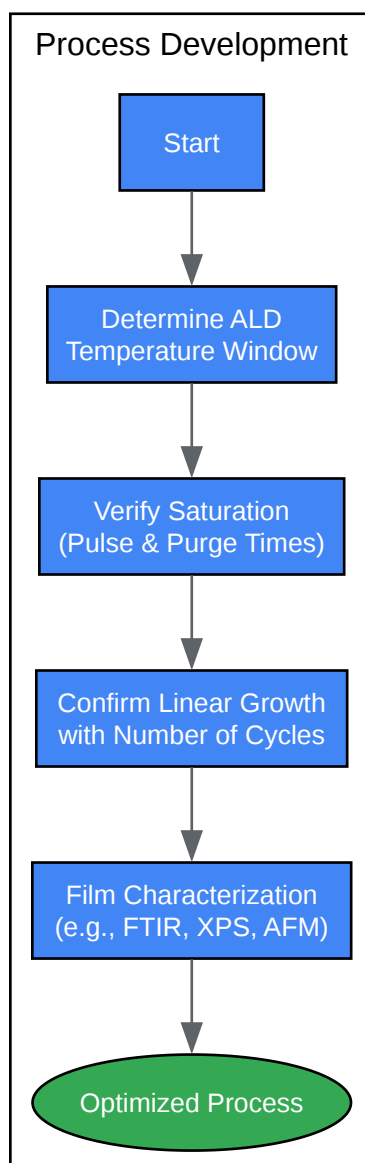 Process Development
Start
Determine ALD
Temperature Window
Verify Saturation
(Pulse & Purge Times)
Confirm Linear Growth
with Number of Cycles
Film Characterization
(e.g., FTIR, XPS, AFM)
Optimized Process